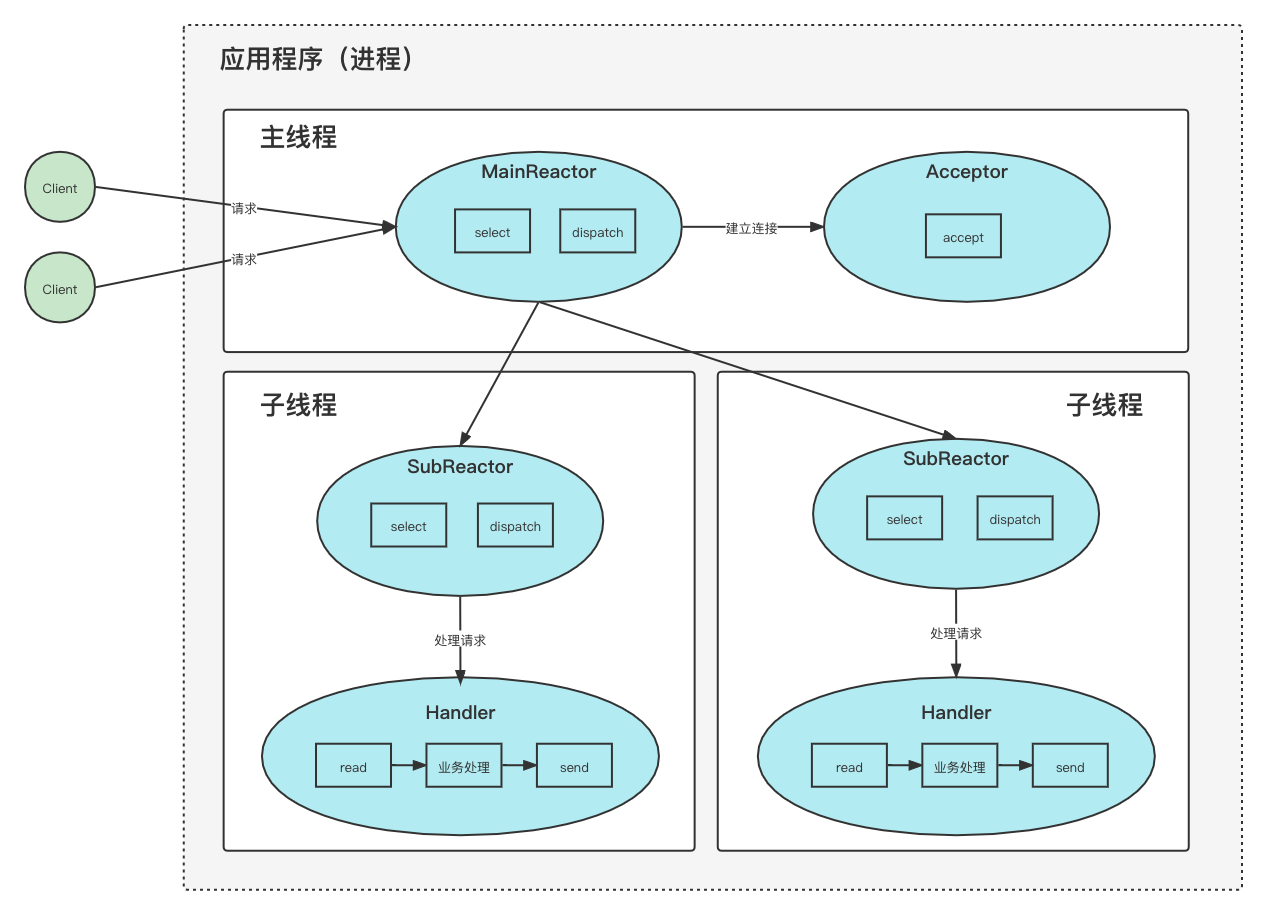 应用程序（进程）
主线程
MainReactor
Acceptor
Client
请求
select
dispatch
建立连接
accept
Client
请求
子线程
SubReactor
select
dispatch
处理请求
Handler
read
业务处理
send
子线程
SubReactor
select
dispatch
处理请求
Handler
read
业务处理
send